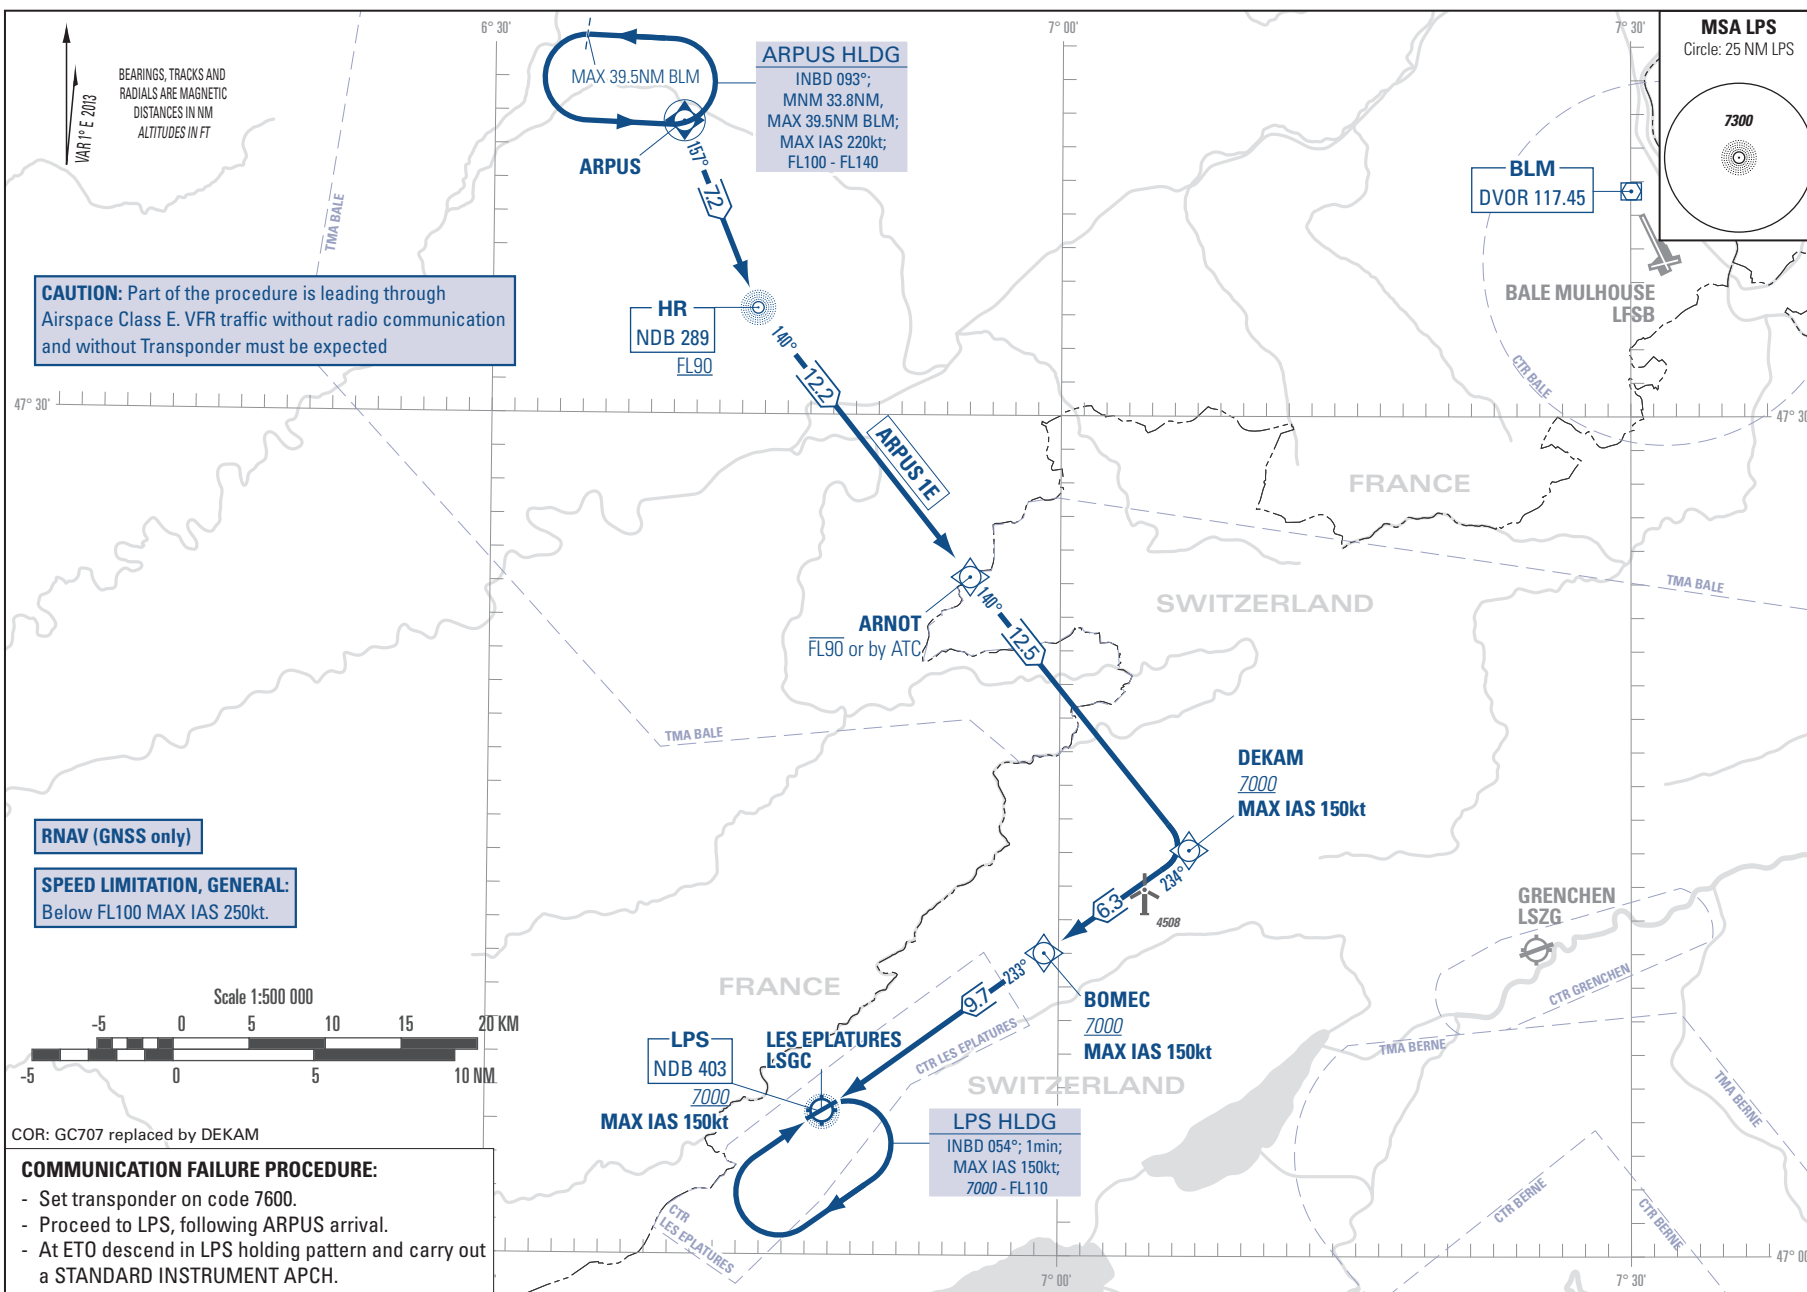 6° 30'
7° 00'
7° 30'
VAR 1° E 2013
BEARINGS, TRACKS AND
RADIALS ARE MAGNETIC
DISTANCES IN NM
ALTITUDES IN FT
MAX 39.5NM BLM
ARPUS HLDG
INBD 093°;
MNM 33.8NM,
MAX 39.5NM BLM;
MAX IAS 220kt;
FL100 - FL140
MSA LPS
Circle: 25 NM LPS
7300
ARPUS
157°
7.2
TMA BALE
BLM
DVOR 117.45
BALE MULHOUSE
LFSB
CTR BALE
CAUTION: Part of the procedure is leading through
Airspace Class E. VFR traffic without radio communication
and without Transponder must be expected
HR
NDB 289
FL90
140°
12.2
47° 30'
47° 30'
ARPUS 1E
FRANCE
TMA BALE
SWITZERLAND
ARNOT
FL90 or by ATC
140°
12.5
TMA BALE
DEKAM
7000
MAX IAS 150kt
RNAV (GNSS only)
SPEED LIMITATION, GENERAL:
Below FL100 MAX IAS 250kt.
234°
6.3
4508
GRENCHEN
LSZG
CTR GRENCHEN
FRANCE
233°
9.7
BOMEC
7000
MAX IAS 150kt
Scale 1:500 000
-5 0 5 10 15 20 KM
-5 0 5 10 NM
LPS
NDB 403
7000
MAX IAS 150kt
LES EPLATURES
LSGC
CTR LES EPLATURES
SWITZERLAND
TMA BERNE
TMA BERNE
LPS HLDG
INBD 054°; 1min;
MAX IAS 150kt;
7000 - FL110
COR: GC707 replaced by DEKAM
COMMUNICATION FAILURE PROCEDURE:
- Set transponder on code 7600.
- Proceed to LPS, following ARPUS arrival.
- At ETO descend in LPS holding pattern and carry out
a STANDARD INSTRUMENT APCH.
CTR
LES EPLATURES
CTR BERNE
CTR BERNE
47° 00'
7° 00'
7° 30'